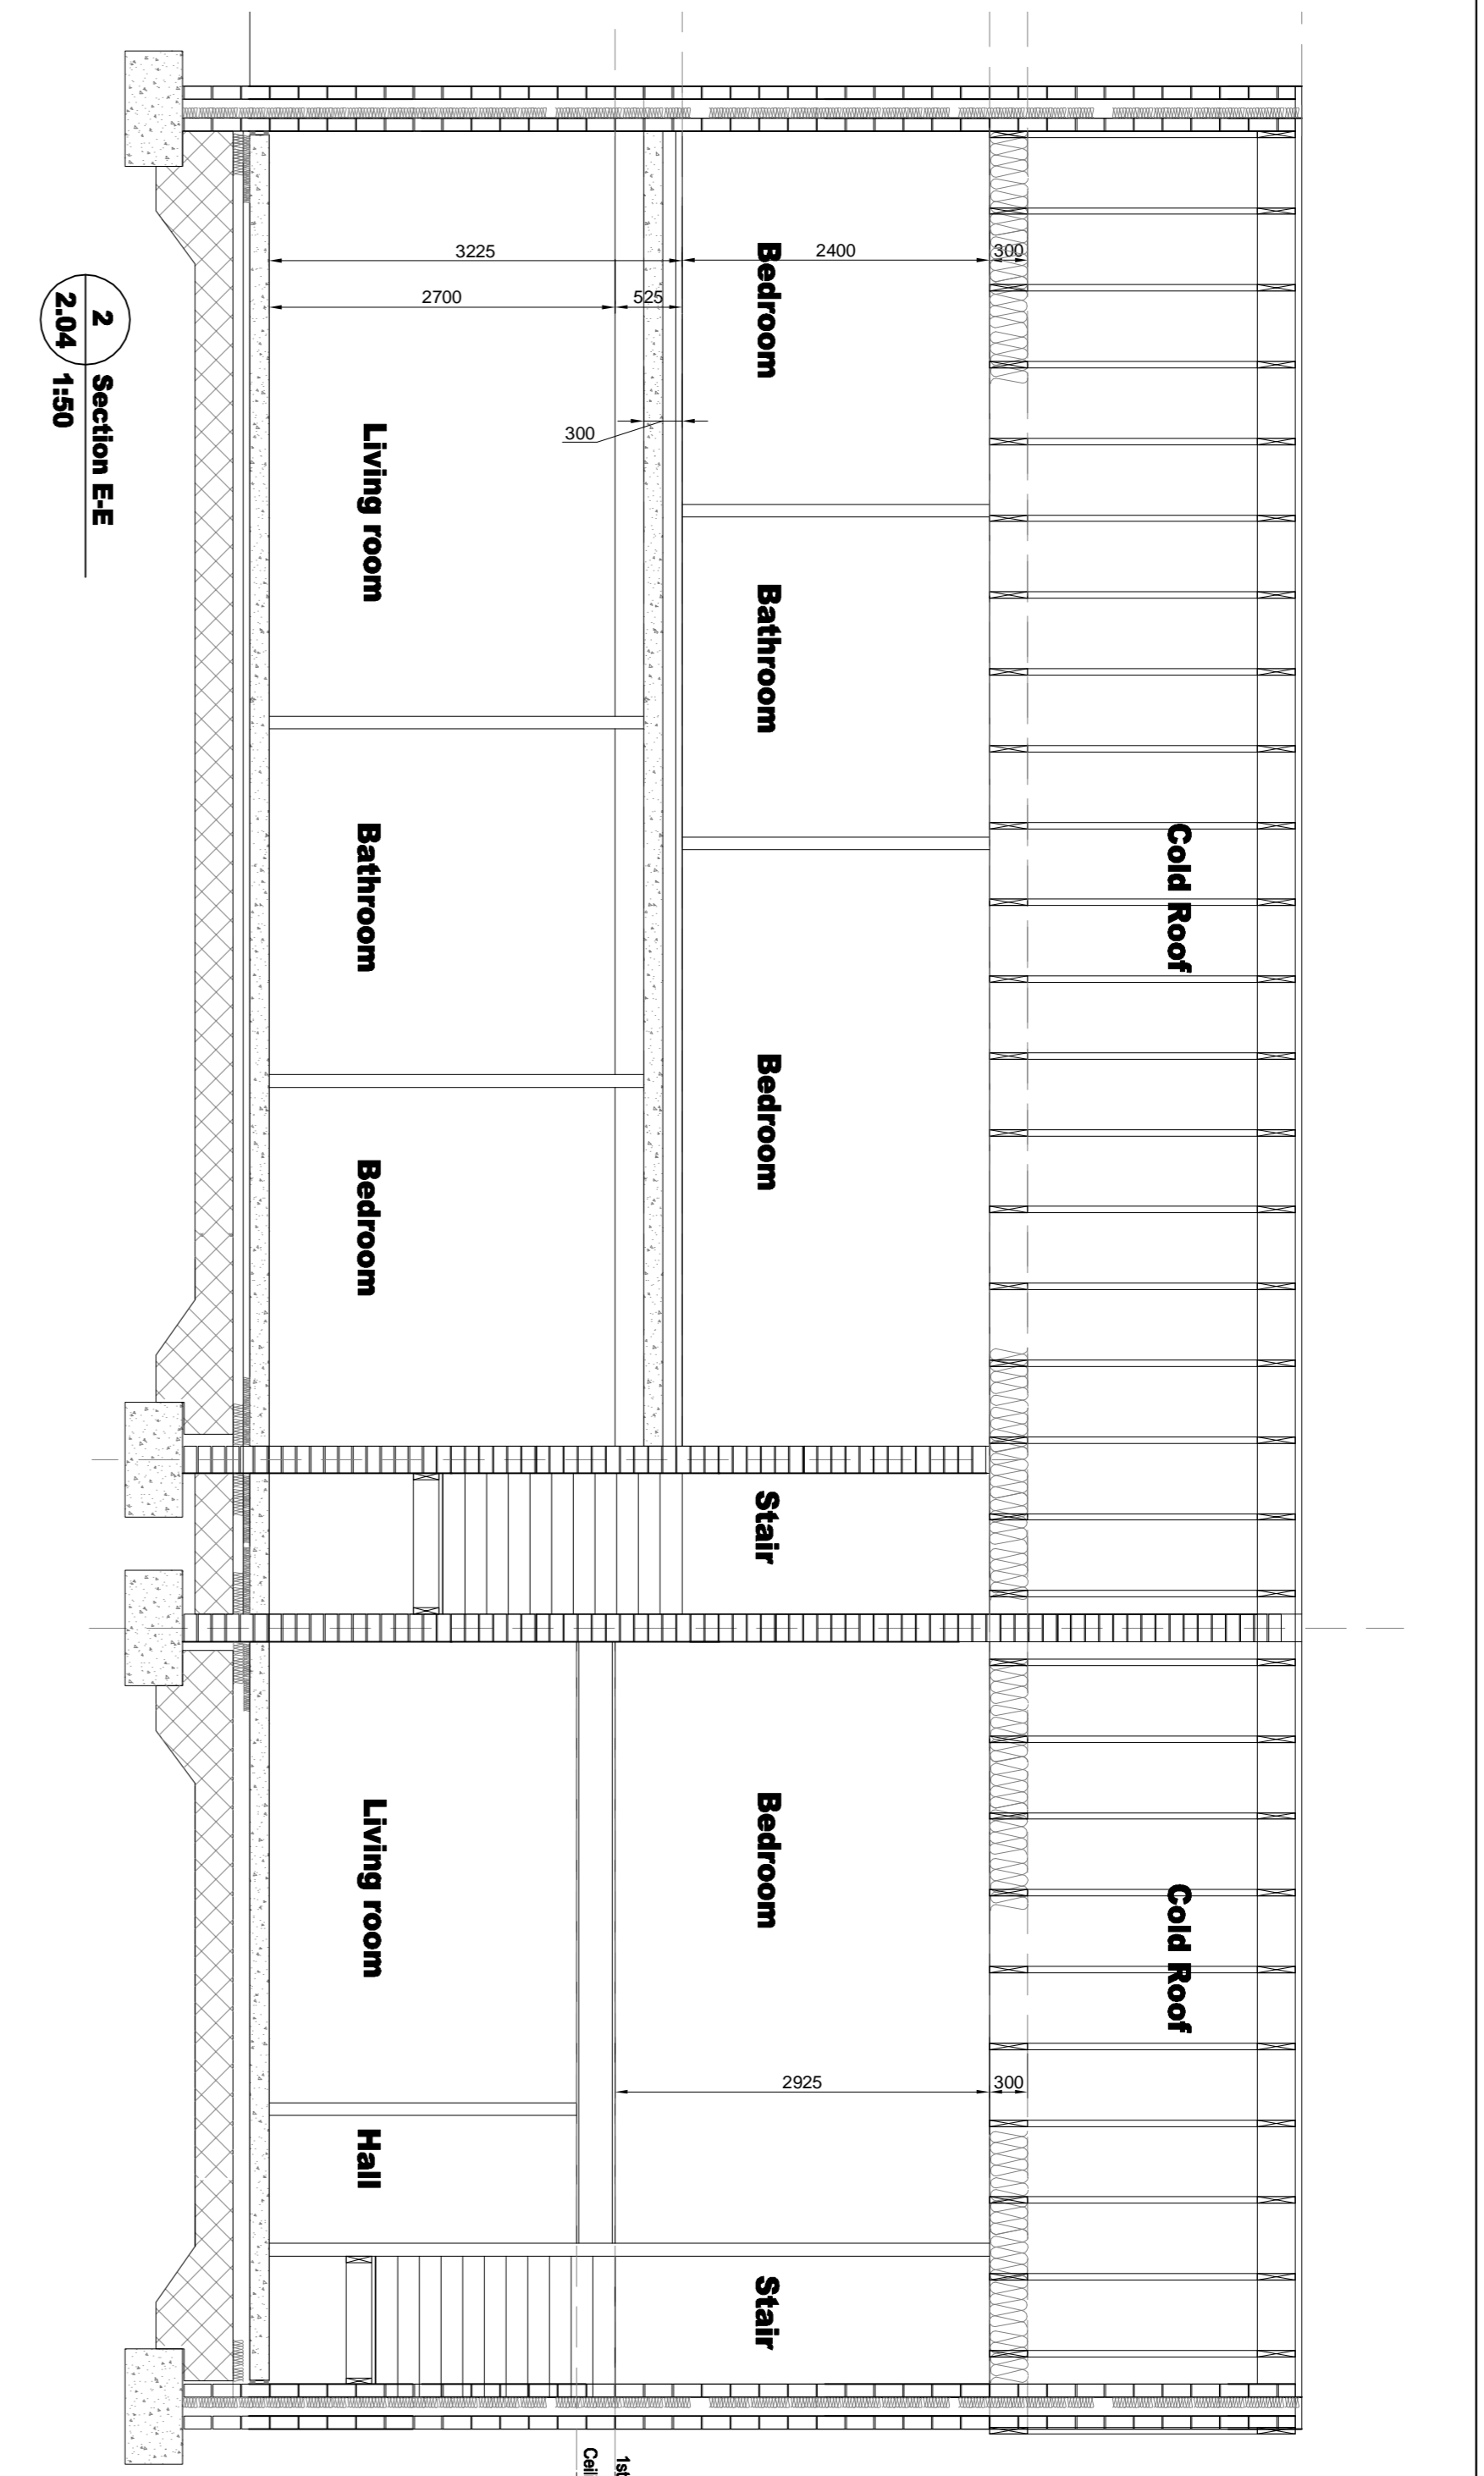 Cold Roof
Cold Roof
300
300
Bedroom
Bathroom
Bedroom
Stair
Bedroom
Stair
2400
2925
3225
2700
525
300
Living room
Bathroom
Bedroom
Living room
Hall
1st
Ceil
2
Section E-E
2.04
1:50